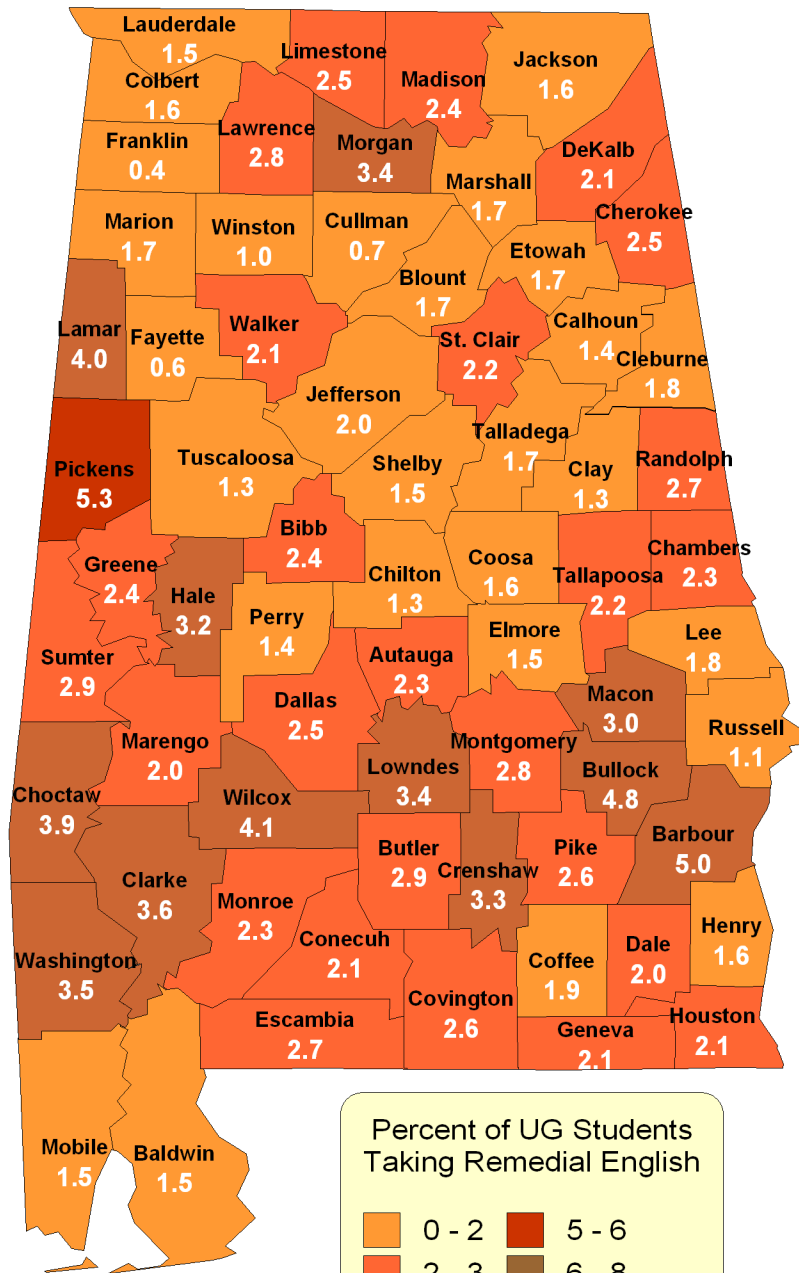 Lauderdale
1.5
Limestone
2.5
Madison
2.4
Jackson
1.6
Colbert
1.6
Lawrence
2.8
Franklin
0.4
Morgan
3.4
DeKalb
2.1
Marshall
1.7
Cherokee
2.5
Marion
1.7
Winston
1.0
Cullman
0.7
Etowah
1.7
Blount
1.7
Lamar
4.0
Fayette
0.6
Walker
2.1
St. Clair
2.2
Calhoun
1.4
Cleburne
1.8
Jefferson
2.0
Talladega
1.7
Pickens
5.3
Tuscaloosa
1.3
Shelby
1.5
Clay
1.3
Randolph
2.7
Bibb
2.4
Greene
2.4
Hale
3.2
Chilton
1.3
Coosa
1.6
Tallapoosa
2.2
Chambers
2.3
Perry
1.4
Elmore
1.5
Lee
1.8
Sumter
2.9
Autauga
2.3
Dallas
2.5
Macon
3.0
Russell
1.1
Marengo
2.0
Montgomery
2.8
Lowndes
3.4
Bullock
4.8
Choctaw
3.9
Wilcox
4.1
Barbour
5.0
Butler
2.9
Crenshaw
3.3
Pike
2.6
Clarke
3.6
Monroe
2.3
Henry
1.6
Conecuh
2.1
Coffee
1.9
Dale
2.0
Washington
3.5
Covington
2.6
Escambia
2.7
Geneva
2.1
Houston
2.1
Mobile
1.5
Baldwin
1.5
Percent of UG Students
Taking Remedial English
0 - 2 5 - 6
2 - 3 6 - 8